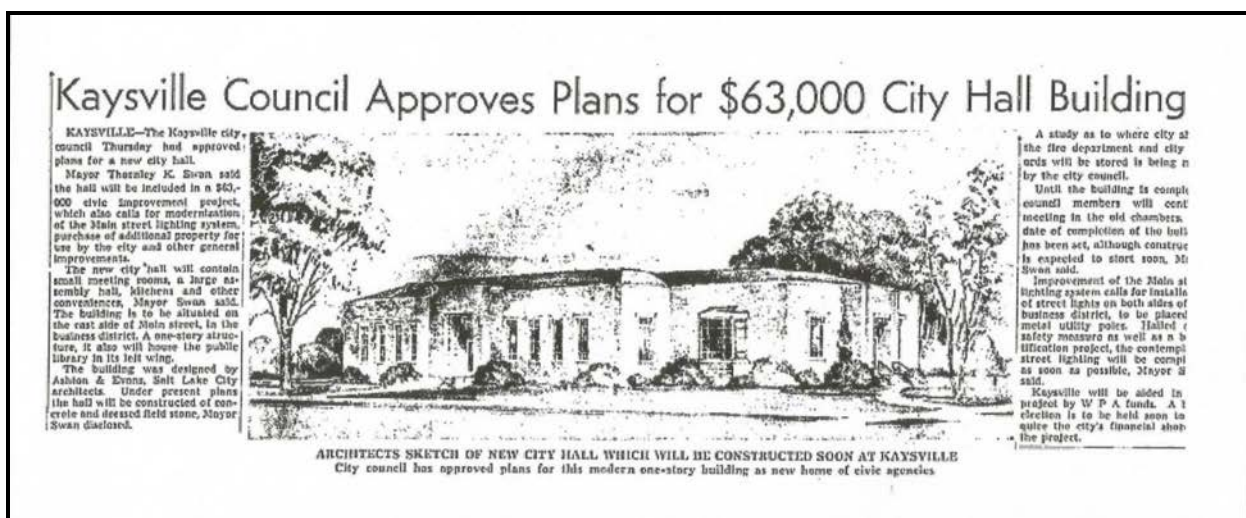 Kaysville Council Approves Plans for $63,000 City Hall Building
KAYSVILLE—The Kaysville city
council Thursday had approved
plans for a new city hall.
Mayor Thornley K. Swan said
the hall will be included in a $63,-
000 civic improvement project,
which also calls for modernization
of the Main street lighting system,
purchase of additional property for
use by the city and other general
improvements.
The new city hall will contain
small meeting rooms, a large as-
sembly hall, kitchens and other
conveniences, Mayor Swan said.
The building is to be situated on
the east side of Main street, in the
business district. A one-story struc-
ture, it also will house the public
library in its left wing.
The building was designed by
Ashton & Evans, Salt Lake City
architects. Under present plans
the hall will be constructed of con-
crete and dressed field stone, Mayor
Swan disclosed.
ARCHITECTS SKETCH OF NEW CITY HALL WHICH WILL BE CONSTRUCTED SOON AT KAYSVILLE
City council has approved plans for this modern one-story building as new home of civic agencies
A study as to where city
the fire department and city
ords will be stored is being
by the city council.
Until the building is comple
council members will cont
meeting in the old chambers.
date of completion of the
has been set, although construc
is expected to start soon,
Swan said.
Improvement of the Main st
lighting system calls for installa
of street lights on both sides of
business district, to be placed
metal utility poles. Hailed
safety measure as well as a b
tification project, the contempl
street lighting will be compl
as soon as possible, Mayor S
said.
Kaysville will be aided in
project by W P A funds. A
election is to be held soon to
quire the city's financial
the project.